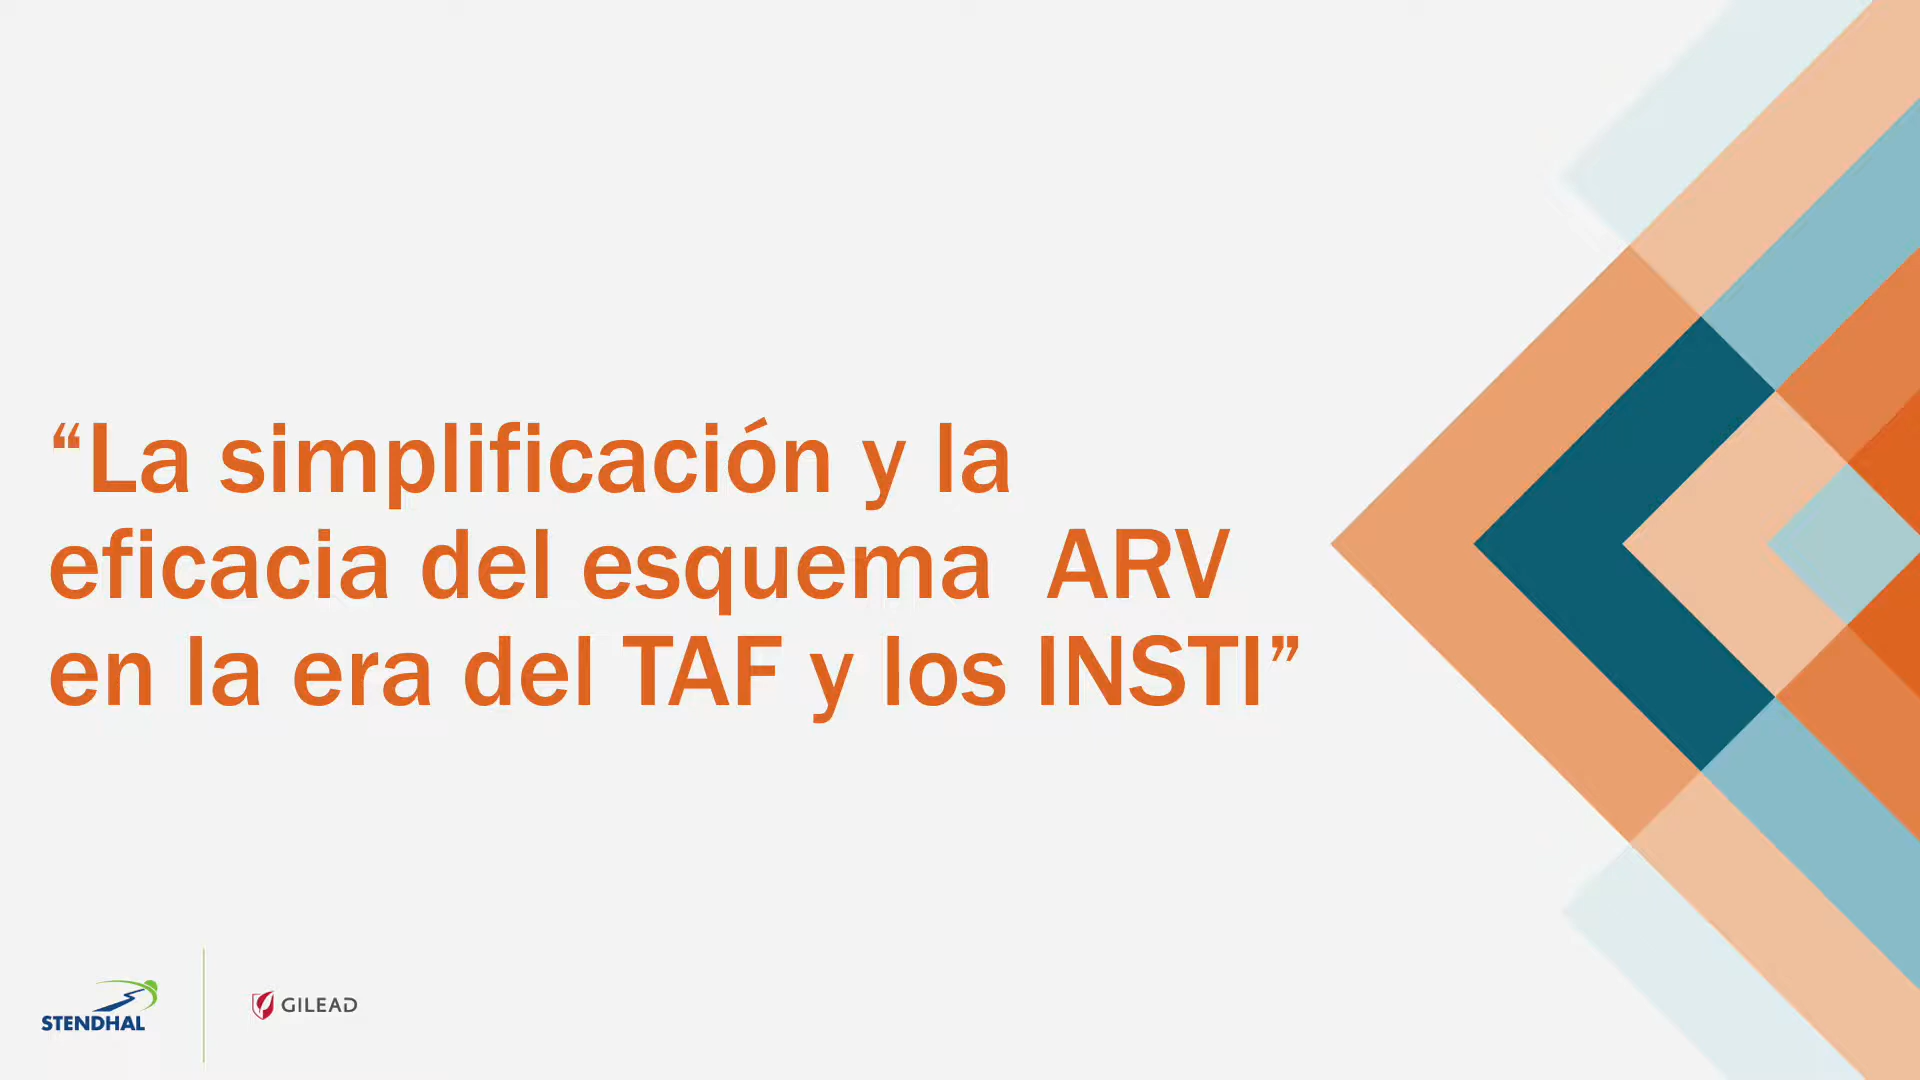 “La simplificación y la
eficacia del esquema  ARV
en la era del TAF y los INSTI”
STENDHAL
GILEAD